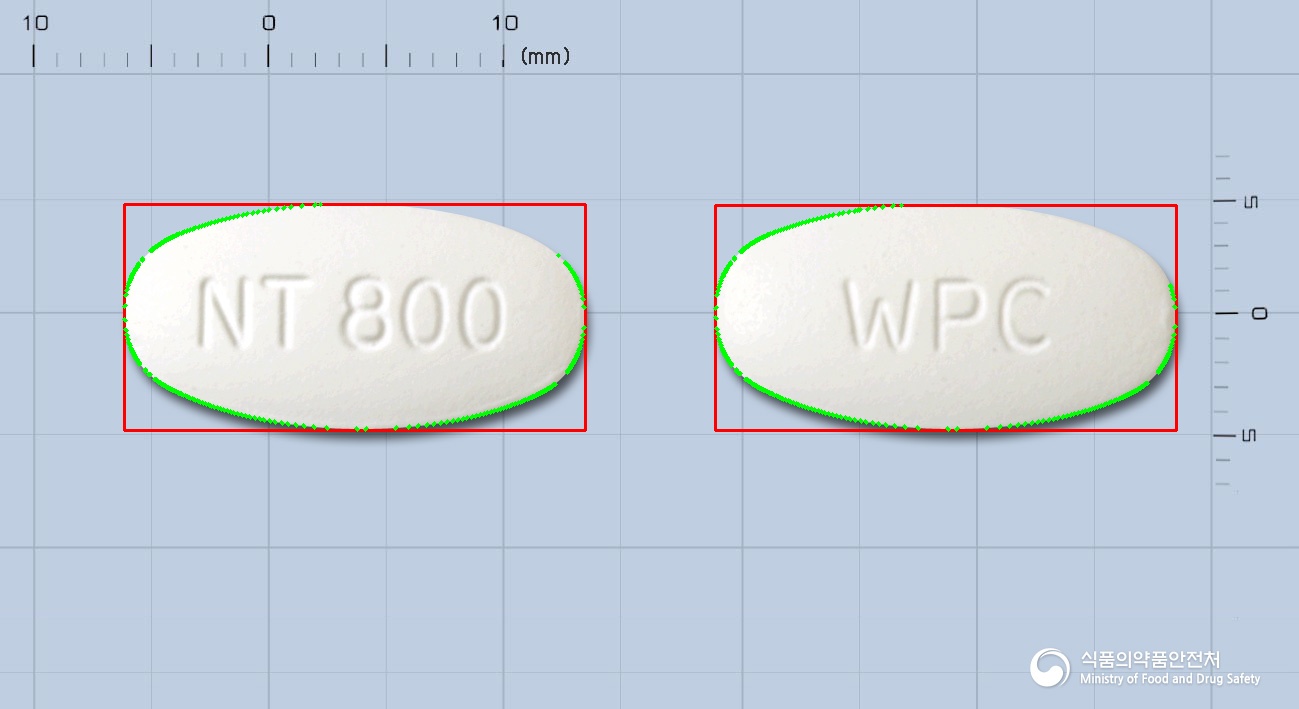 10 0 10
(mm)
5
0
5
NT 800
WPC
식품의약품안전처
Ministry of Food and Drug Safety